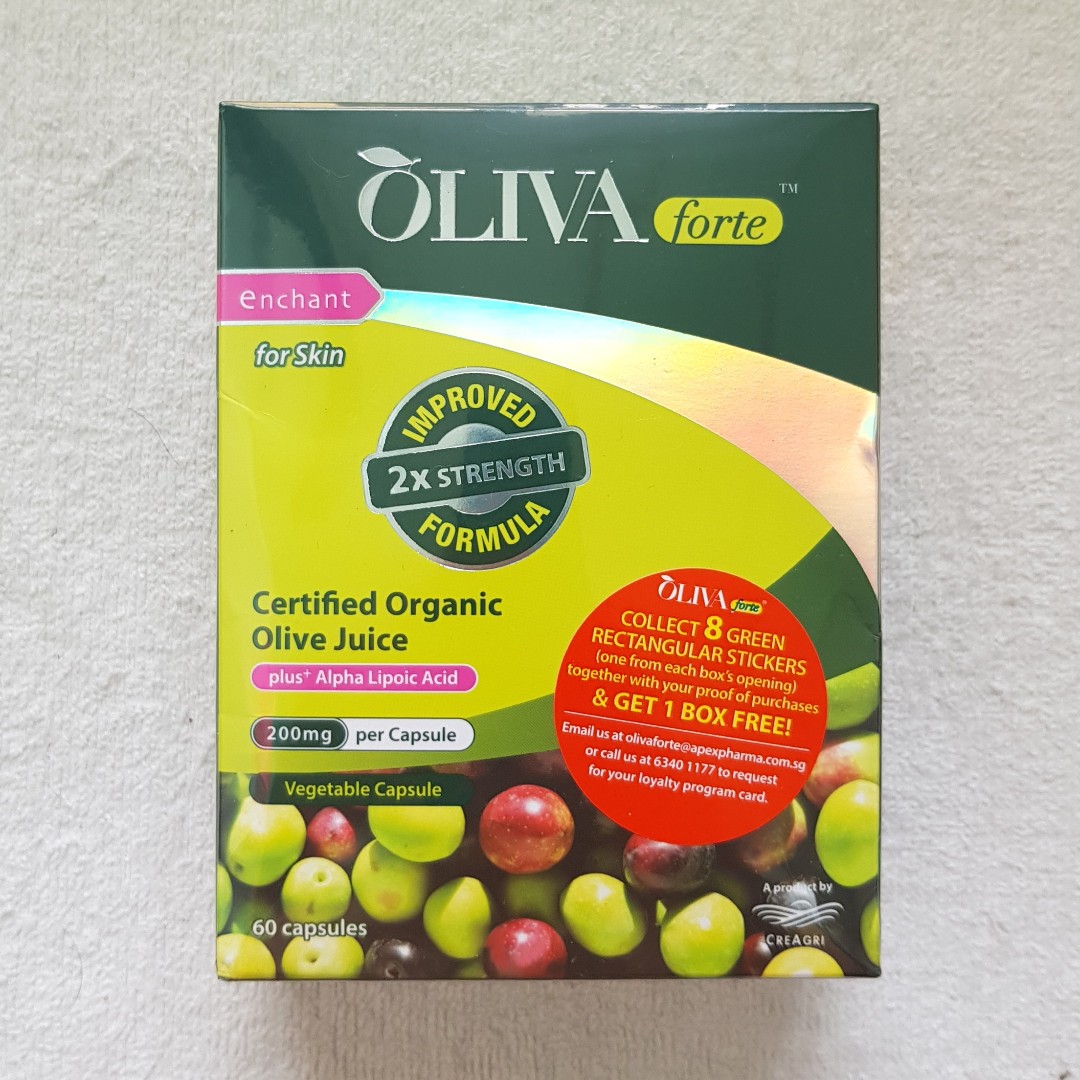 OLIVA forte™
enchant
for Skin
IMPROVED
2x STRENGTH
FORMULA
Certified Organic
Olive Juice
plus⁺ Alpha Lipoic Acid
200mg per Capsule
Vegetable Capsule
60 capsules
OLIVA forte®
COLLECT 8 GREEN
RECTANGULAR STICKERS
(one from each box's opening)
together with your proof of purchases
& GET 1 BOX FREE!
Email us at olivaforte@apexpharma.com.sg
or call us at 6340 1177 to request
for your loyalty program card.
A product by
CREAGRI